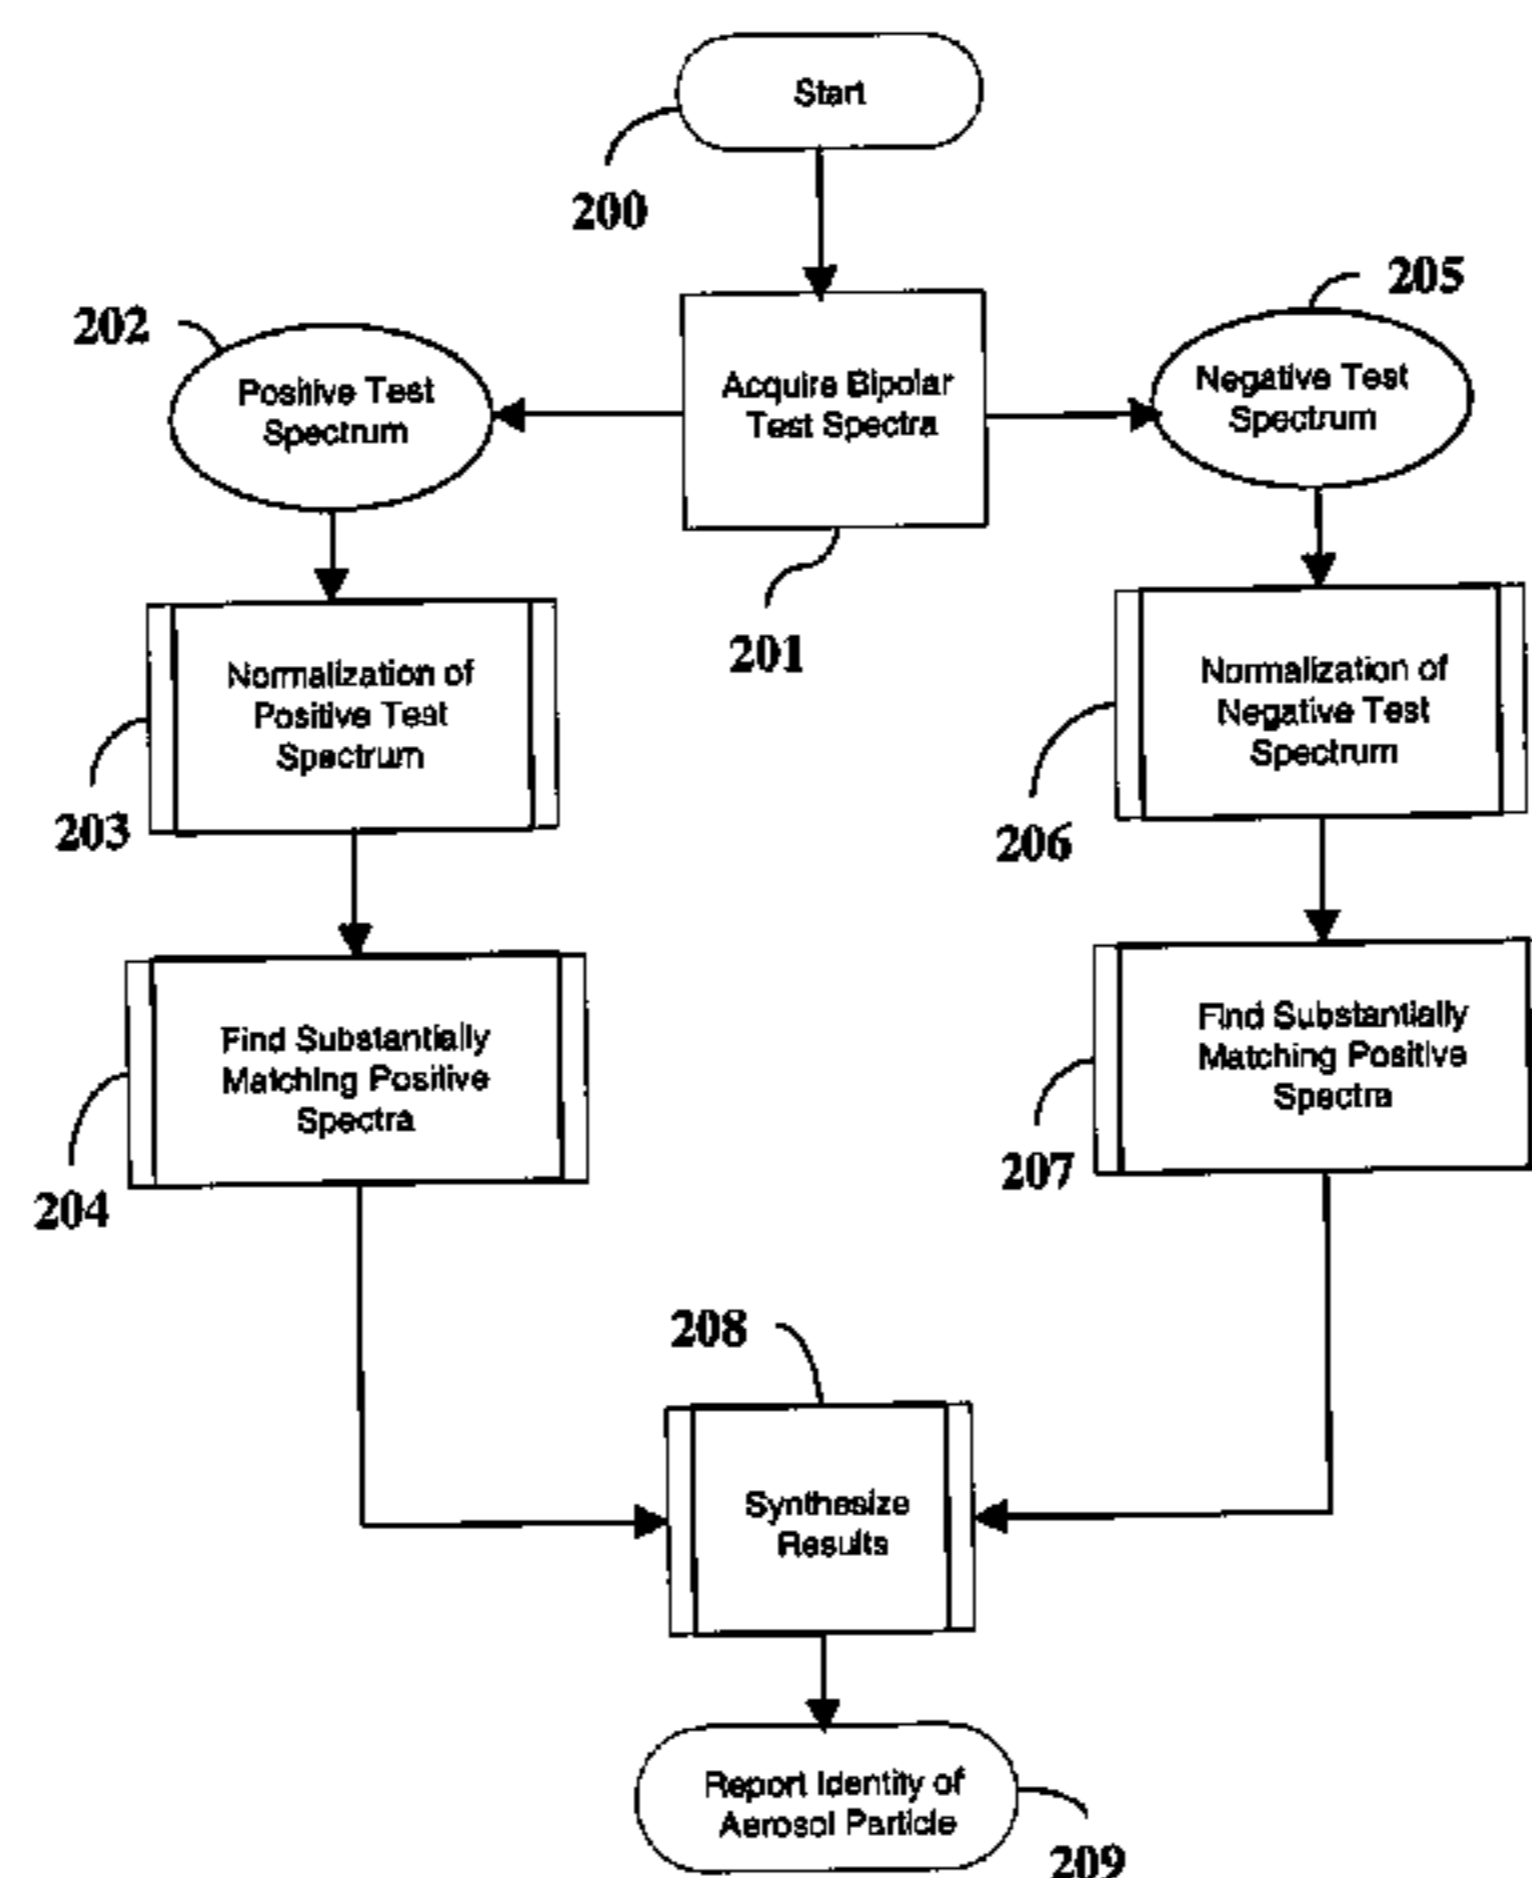 Start
200
205
202
Positive Test
Spectrum
Acquire Bipolar
Test Spectra
Negative Test
Spectrum
201
Normalization of
Positive Test
Spectrum
203
Normalization of
Negative Test
Spectrum
206
Find Substantially
Matching Positive
Spectra
204
Find Substantially
Matching Positive
Spectra
207
208
Synthesize
Results
Report Identity of
Aerosol Particle
209